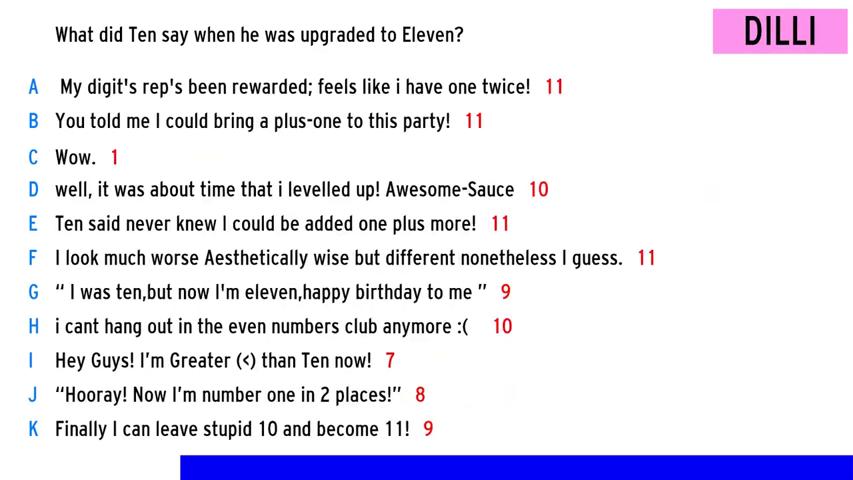 What did Ten say when he was upgraded to Eleven?
DILLI
A My digit's rep's been rewarded; feels like i have one twice! 11
B You told me I could bring a plus-one to this party! 11
C Wow. 1
D well, it was about time that i levelled up! Awesome-Sauce 10
E Ten said never knew I could be added one plus more! 11
F I look much worse Aesthetically wise but different nonetheless I guess. 11
G “ I was ten,but now I'm eleven,happy birthday to me ” 9
H i cant hang out in the even numbers club anymore :( 10
I Hey Guys! I’m Greater (<) than Ten now! 7
J “Hooray! Now I’m number one in 2 places!” 8
K Finally I can leave stupid 10 and become 11! 9